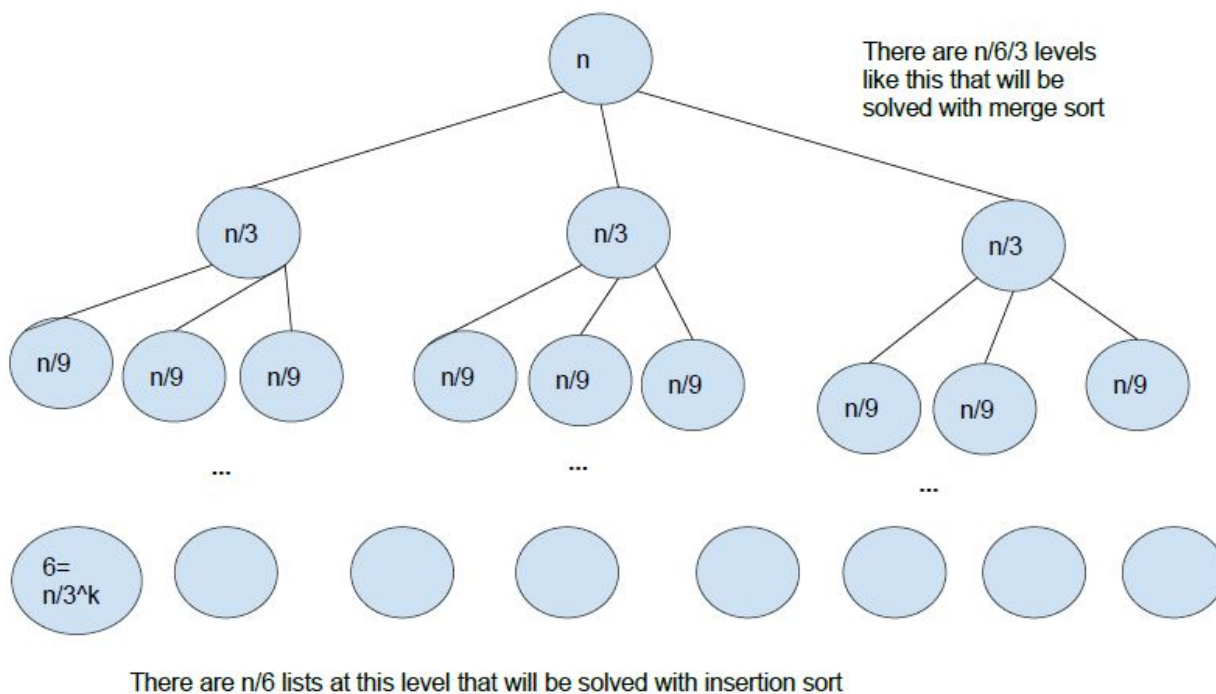 n
There are n/6/3 levels
like this that will be
solved with merge sort
n/3
n/3
n/3
n/9
n/9
n/9
n/9
n/9
n/9
n/9
n/9
n/9
...
...
...
6=
n/3^k
There are n/6 lists at this level that will be solved with insertion sort